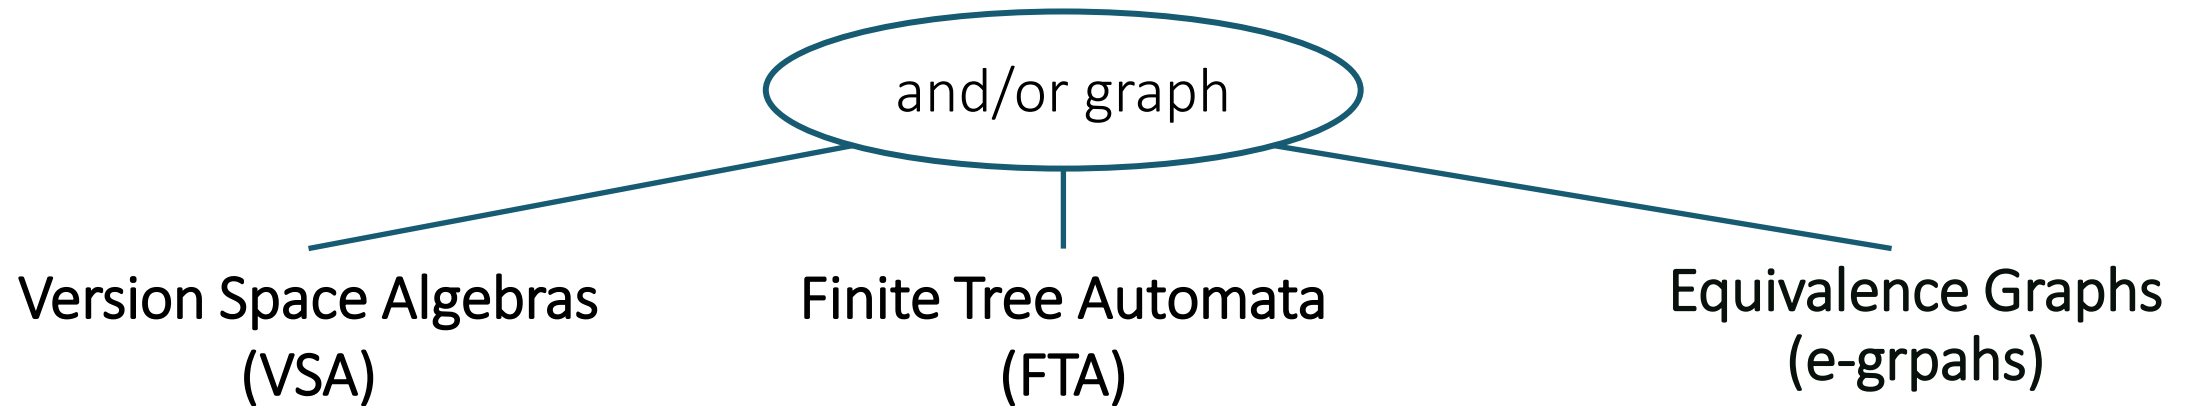 and/or graph
Version Space Algebras
(VSA)
Finite Tree Automata
(FTA)
Equivalence Graphs
(e-grpahs)